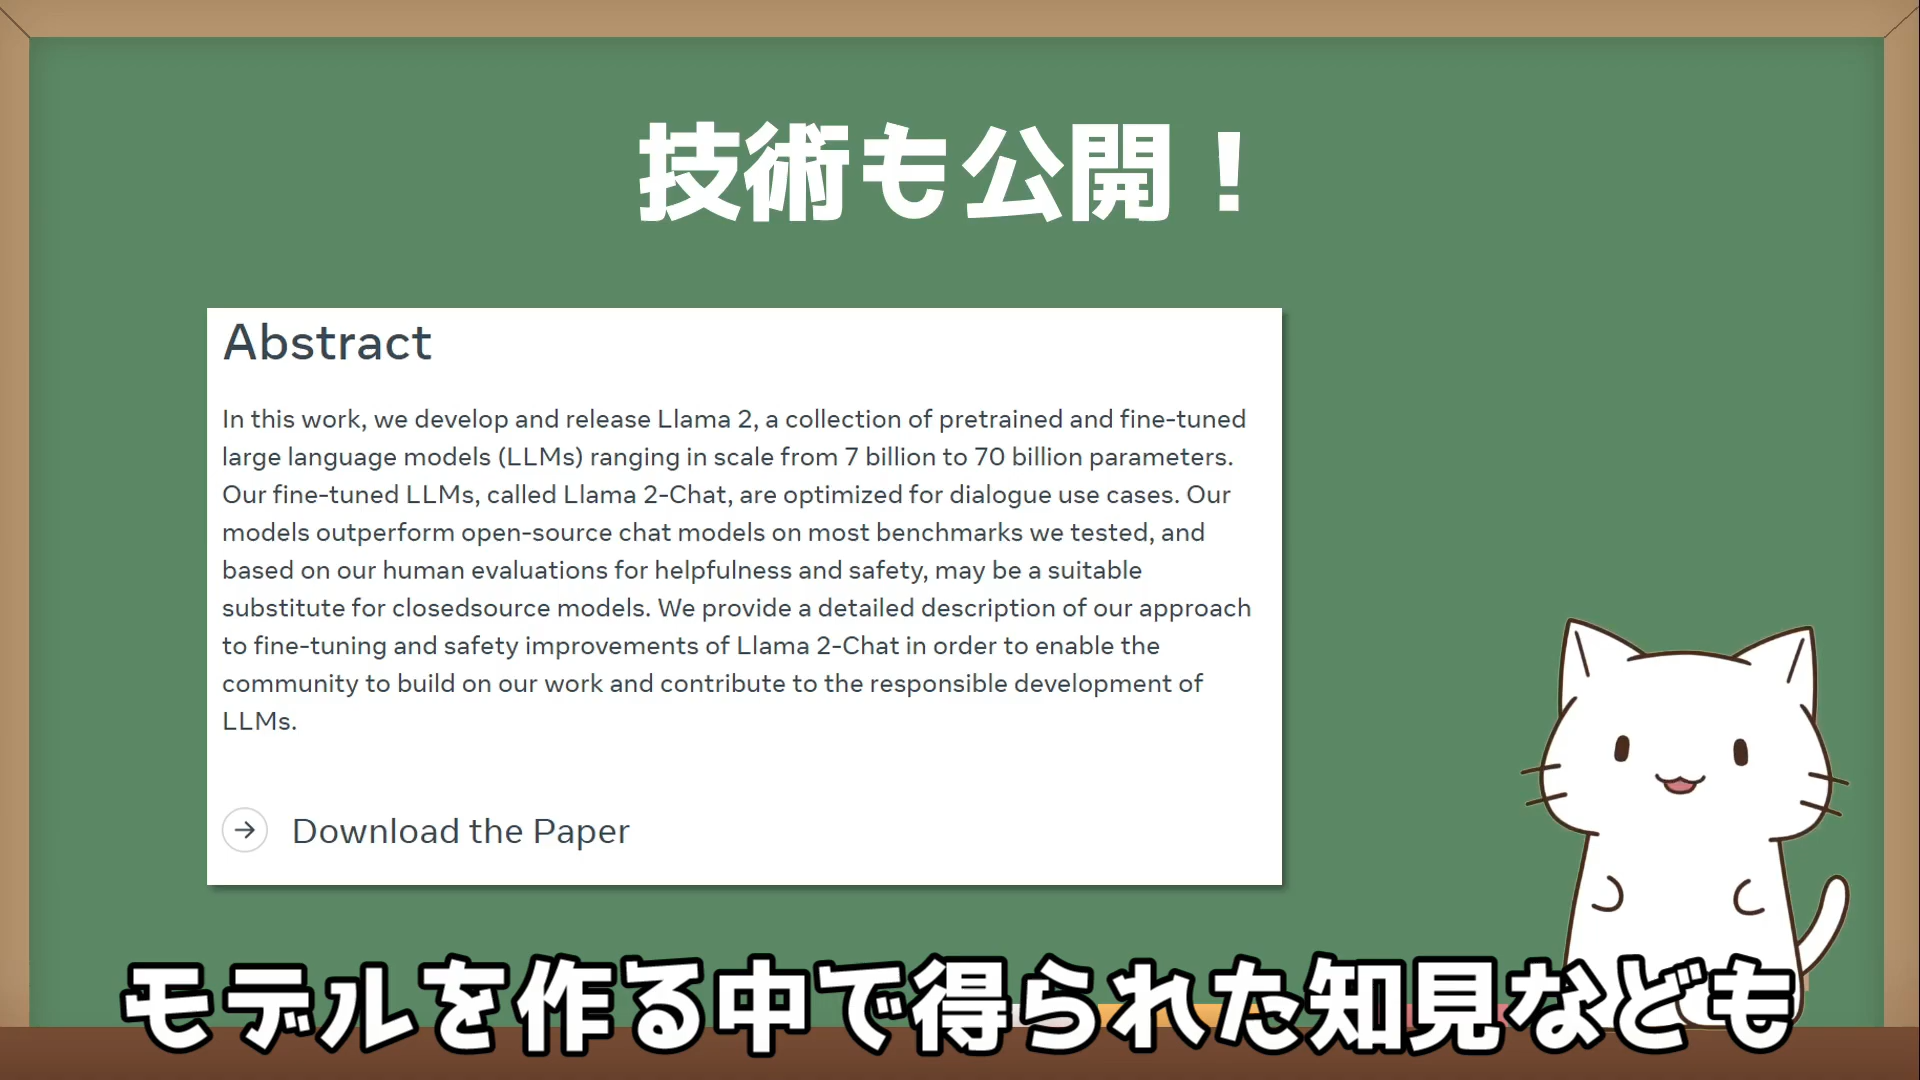 技術も公開！
Abstract
In this work, we develop and release Llama 2, a collection of pretrained and fine-tuned
large language models (LLMs) ranging in scale from 7 billion to 70 billion parameters.
Our fine-tuned LLMs, called Llama 2-Chat, are optimized for dialogue use cases. Our
models outperform open-source chat models on most benchmarks we tested, and
based on our human evaluations for helpfulness and safety, may be a suitable
substitute for closedsource models. We provide a detailed description of our approach
to fine-tuning and safety improvements of Llama 2-Chat in order to enable the
community to build on our work and contribute to the responsible development of
LLMs.
Download the Paper
モデルを作る中で得られた知見なども